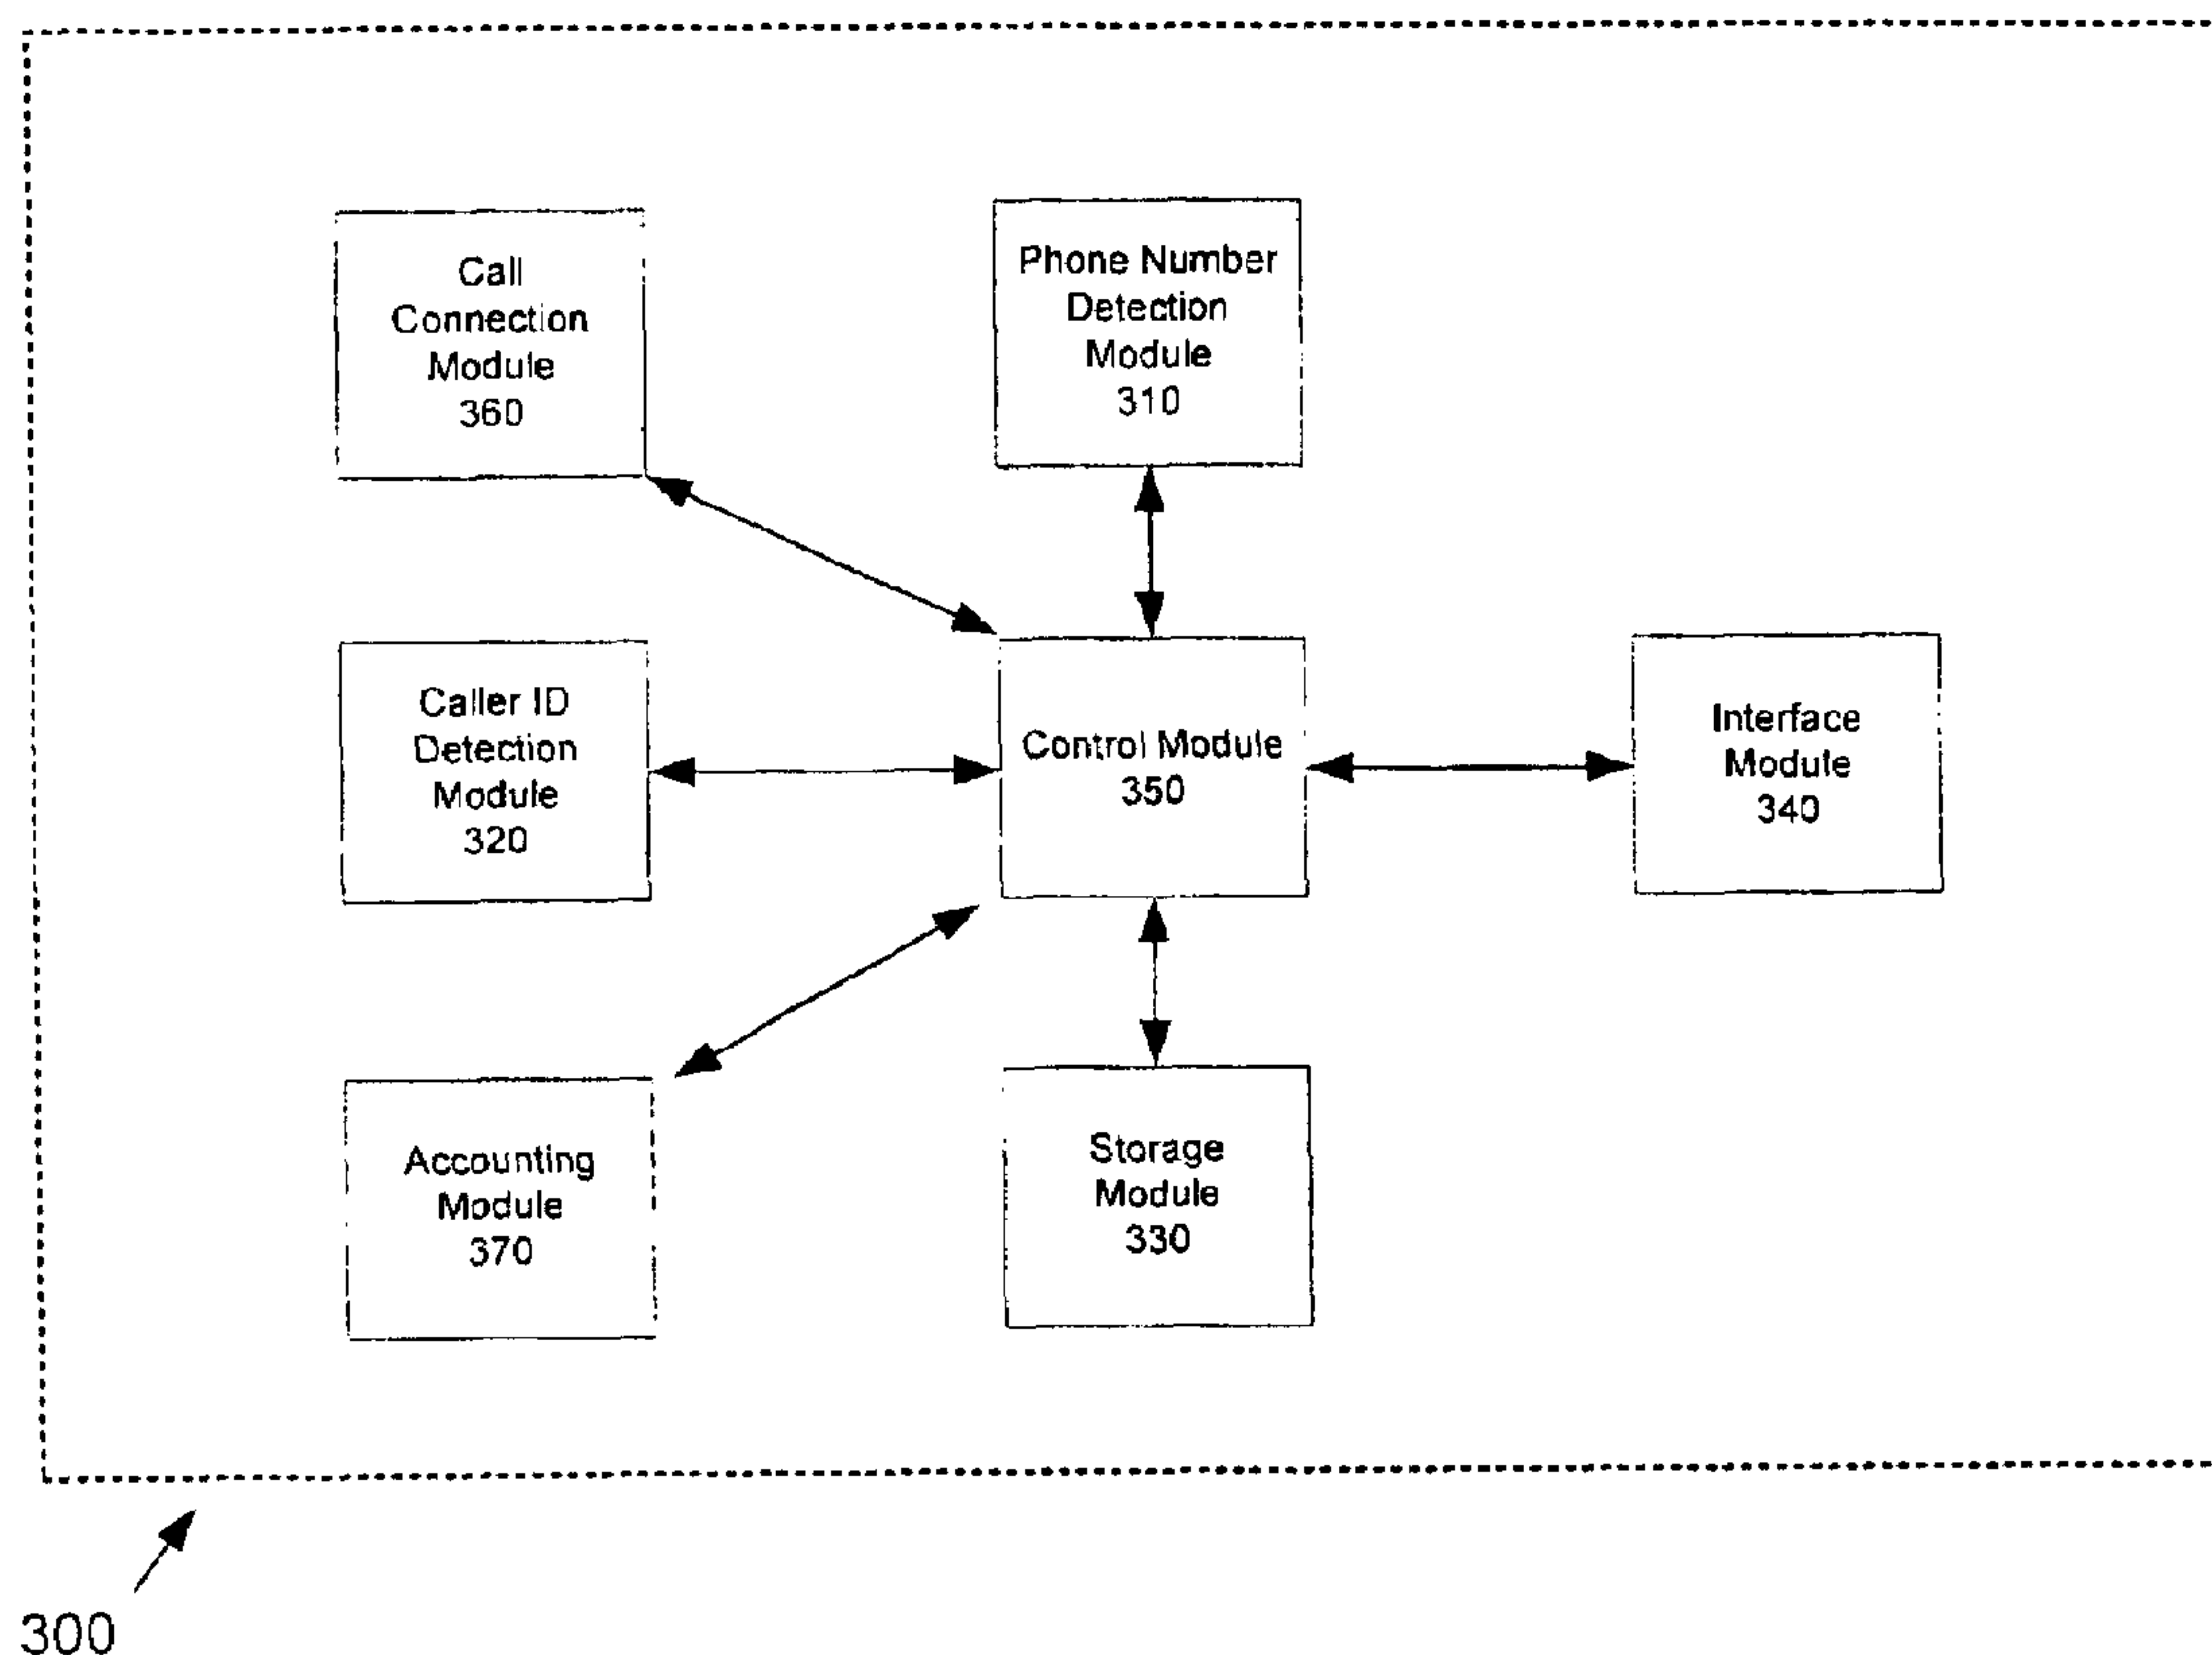 Call
Connection
Module
360
Phone Number
Detection
Module
310
Caller ID
Detection
Module
320
Control Module
350
Interface
Module
340
Accounting
Module
370
Storage
Module
330
300